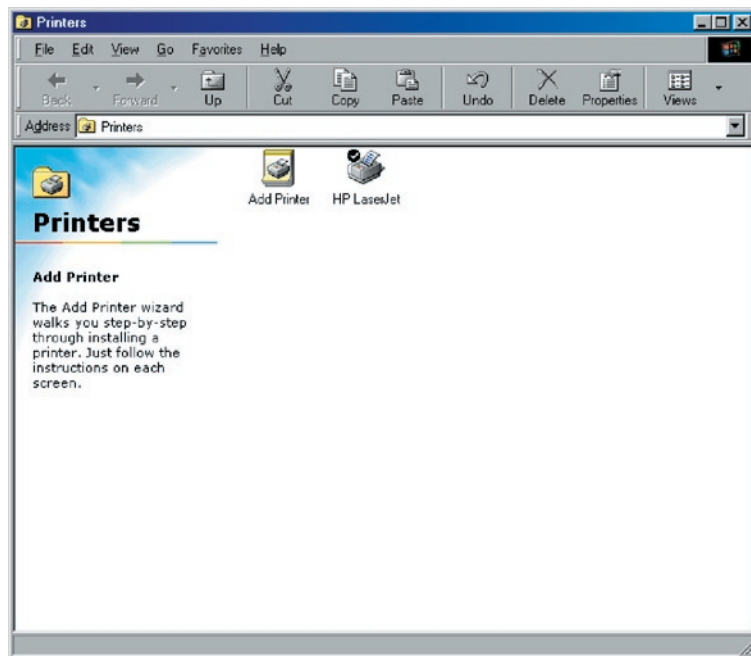 Printers
File Edit View Go Favorites Help
Back Forward Up Cut Copy Paste Undo Delete Properties Views
Address Printers
Add Printer HP LaserJet
Printers
Add Printer
The Add Printer wizard
walks you step-by-step
through installing a
printer. Just follow the
instructions on each
screen.